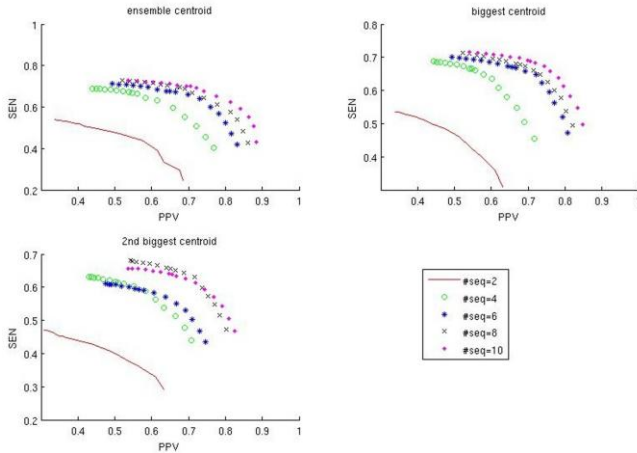 ensemble centroid
1
0.8
0.6
0.4
0.2
SEN
0.4 0.5 0.6 0.7 0.8 0.9 1
PPV
biggest centroid
0.8
0.7
0.6
0.5
0.4
SEN
0.4 0.5 0.6 0.7 0.8 0.9 1
PPV
2nd biggest centroid
0.7
0.6
0.5
0.4
0.3
0.2
SEN
0.4 0.5 0.6 0.7 0.8 0.9 1
PPV
#seq=2
#seq=4
#seq=6
#seq=8
#seq=10